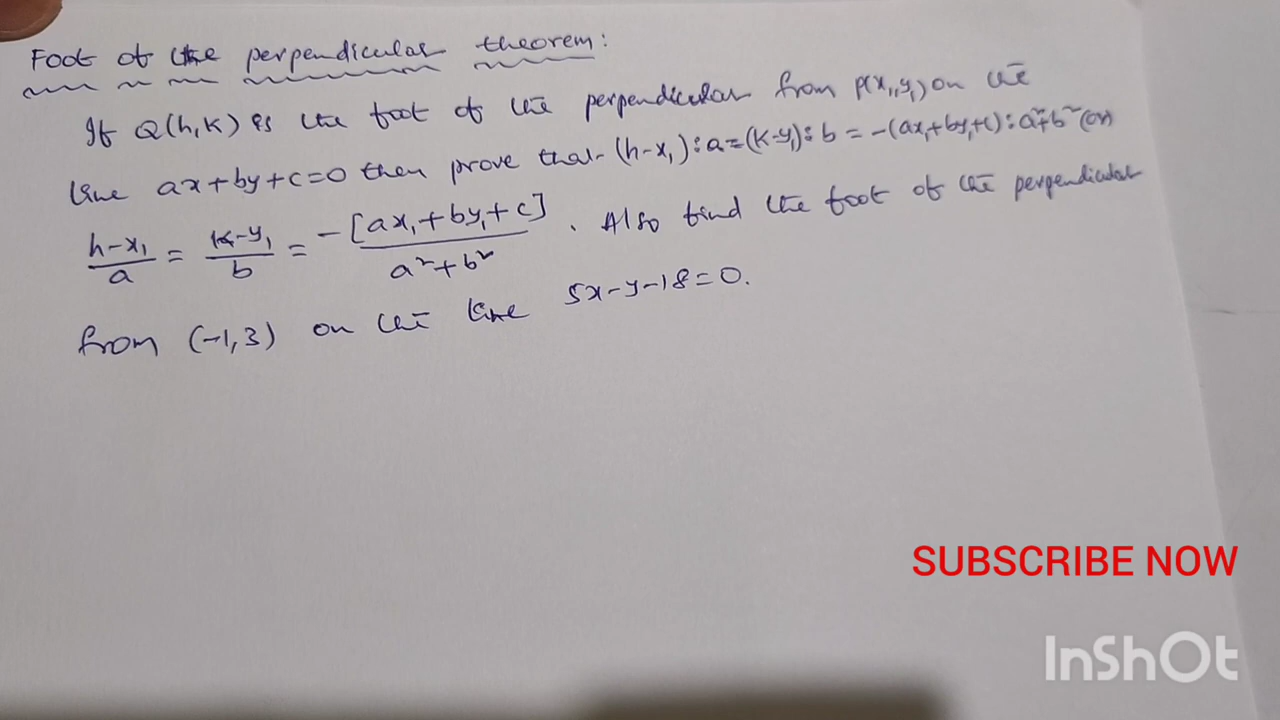 Foot of the perpendicular theorem:
If Q(h,k) is the foot of the perpendicular from P(x₁,y₁) on the
line ax+by+c=0 then prove that (h-x₁):a=(k-y₁):b = -(ax₁+by₁+c):a²+b² (or)
h-x₁/a = k-y₁/b = -[ax₁+by₁+c]/a²+b² . Also find the foot of the perpendicular
from (-1,3) on the line 5x-y-18=0.
SUBSCRIBE NOW
InShOt